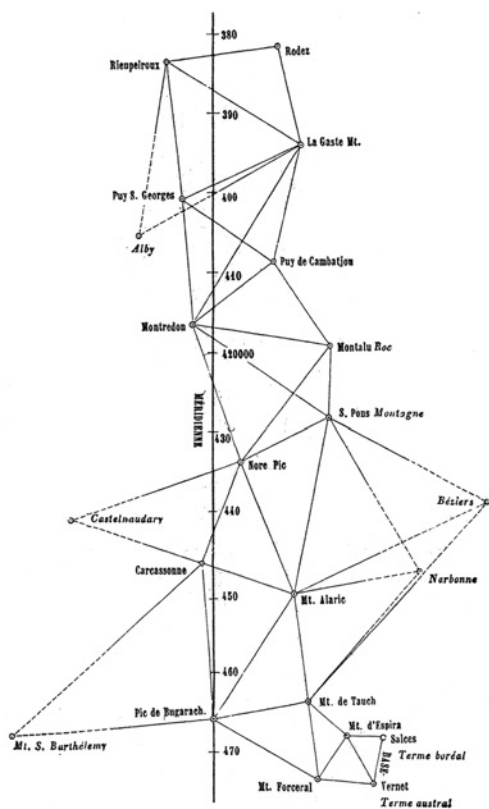 380
Rieupeiroux
Rodez
390
La Gaste Mt.
Puy S. Georges
400
Alby
Puy de Cambatjou
410
Montredon
Montalu Roc
420000
MÉRIDIENNE
S. Pons Montagne
430
Nore Pic
Béziers
440
Castelnaudary
Carcassonne
Narbonne
450
Mt. Alaric
460
Mt. de Tauch
Pic de Bugarach.
Mt. d'Espira
Salces
Mt. S. Barthélemy
BASE
Terme boréal
470
Mt. Forceral
Vernet
Terme austral